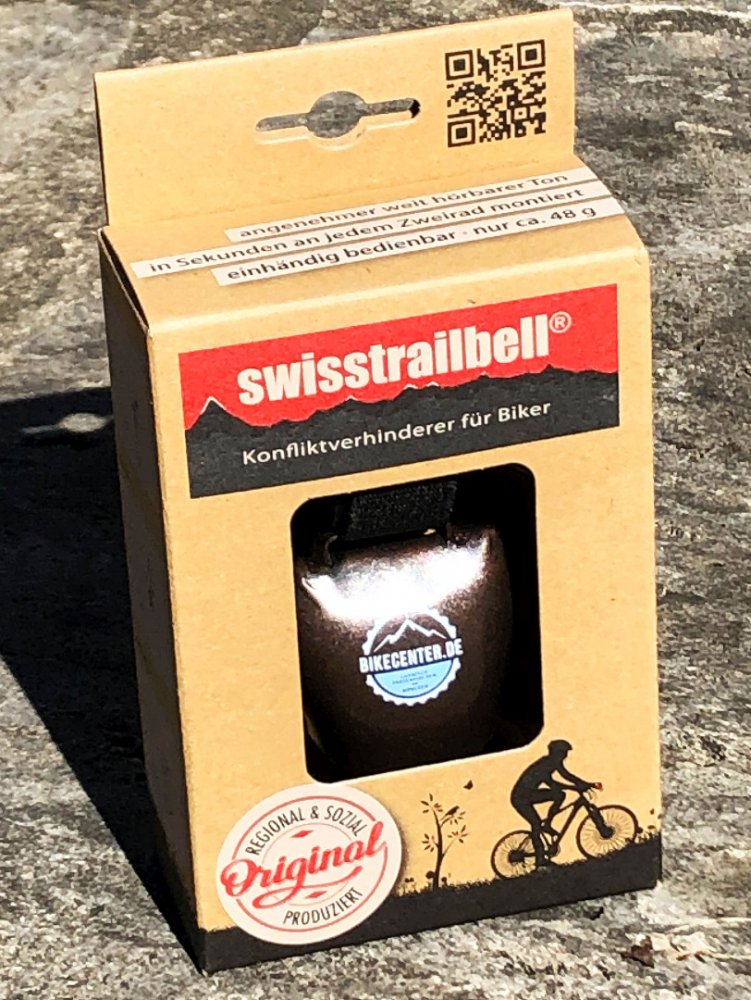 angenehmer weit hörbarer Ton
in Sekunden an jedem Zweirad montiert
einhändig bedienbar · nur ca. 48 g
swisstrailbell®
Konfliktverhinderer für Biker
BIKECENTER.DE
REGIONAL & SOZIAL
Original
PRODUZIERT